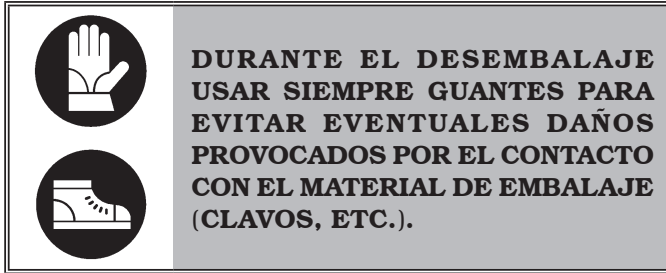 DURANTE EL DESEMBALAJE
USAR SIEMPRE GUANTES PARA
EVITAR EVENTUALES DAÑOS
PROVOCADOS POR EL CONTACTO
CON EL MATERIAL DE EMBALAJE
(CLAVOS, ETC.).